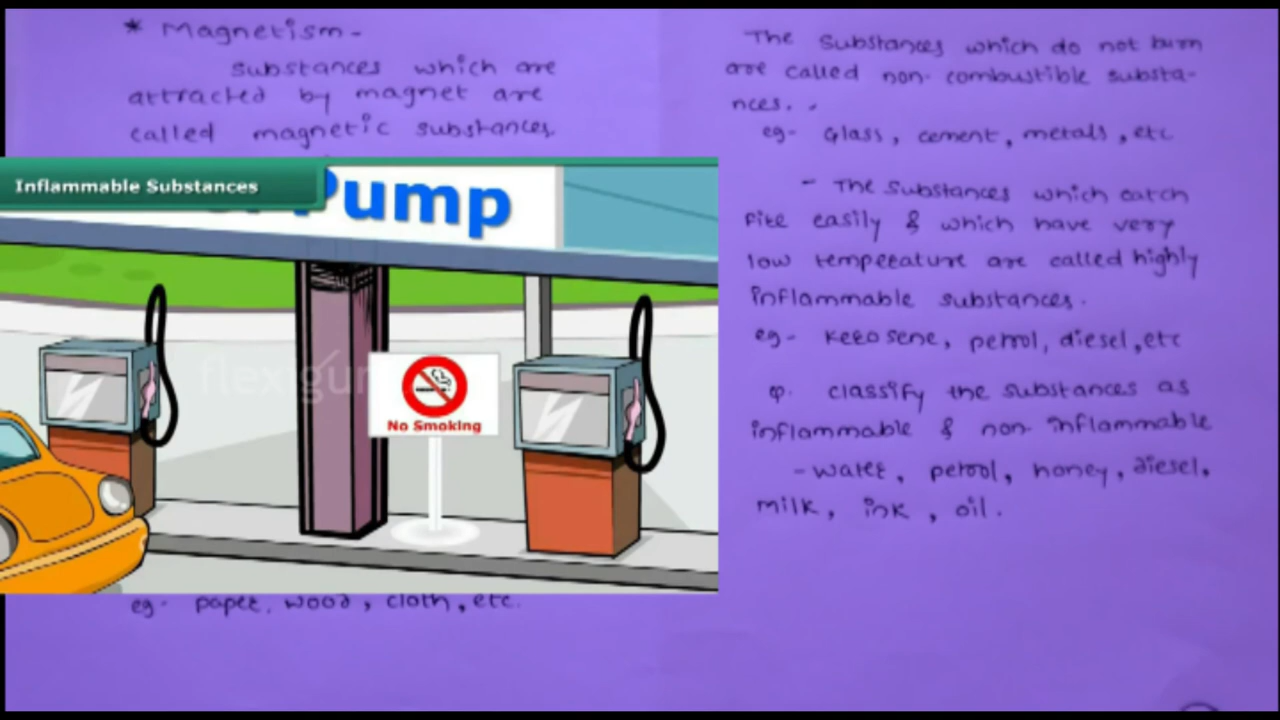 * Magnetism-
substances which are
attracted by magnet are
called magnetic substances.
Inflammable Substances
Pump
No Smoking
eg- paper, wood, cloth, etc.
The substances which do not burn
are called non-combustible substa-
nces.
eg- Glass, cement, metals, etc
- The substances which catch
fire easily & which have very
low temperature are called highly
inflammable substances.
eg- kerosene, petrol, diesel, etc
Q. classify the substances as
inflammable & non-inflammable
- water, petrol, honey, diesel,
milk, ink, oil.